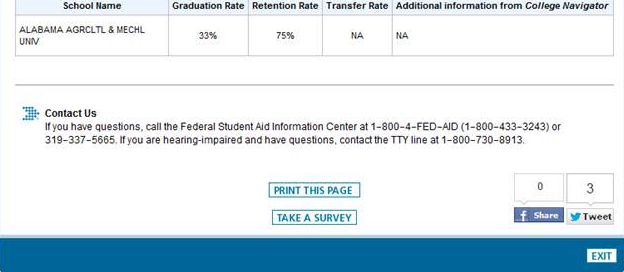 School Name Graduation Rate Retention Rate Transfer Rate Additional information from College Navigator
ALABAMA AGRCLTL & MECHL UNIV 33% 75% NA NA
Contact Us
If you have questions, call the Federal Student Aid Information Center at 1-800-4-FED-AID (1-800-433-3243) or
319-337-5665. If you are hearing-impaired and have questions, contact the TTY line at 1-800-730-8913.
PRINT THIS PAGE
TAKE A SURVEY
0 3
f Share Tweet
EXIT